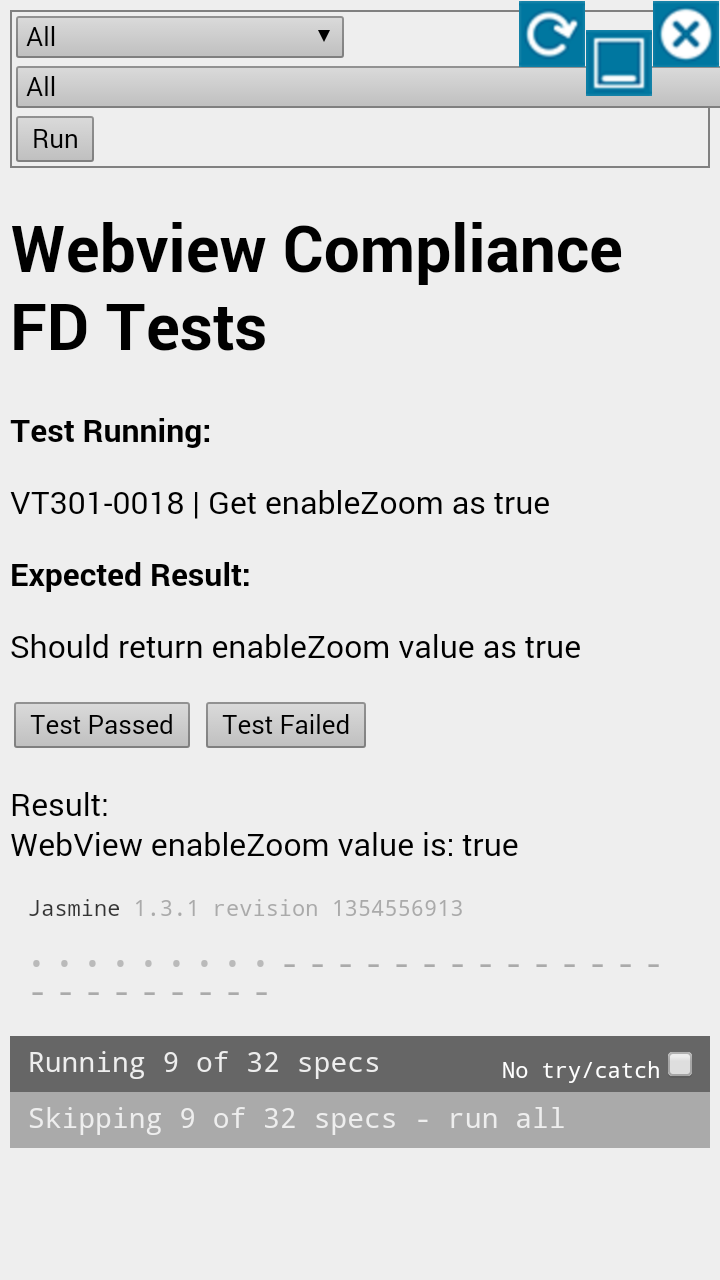 All
All
Run
Webview Compliance
FD Tests
Test Running:
VT301-0018 | Get enableZoom as true
Expected Result:
Should return enableZoom value as true
Test Passed
Test Failed
Result:
WebView enableZoom value is: true
Jasmine 1.3.1 revision 1354556913
Running 9 of 32 specs
No try/catch
Skipping 9 of 32 specs - run all